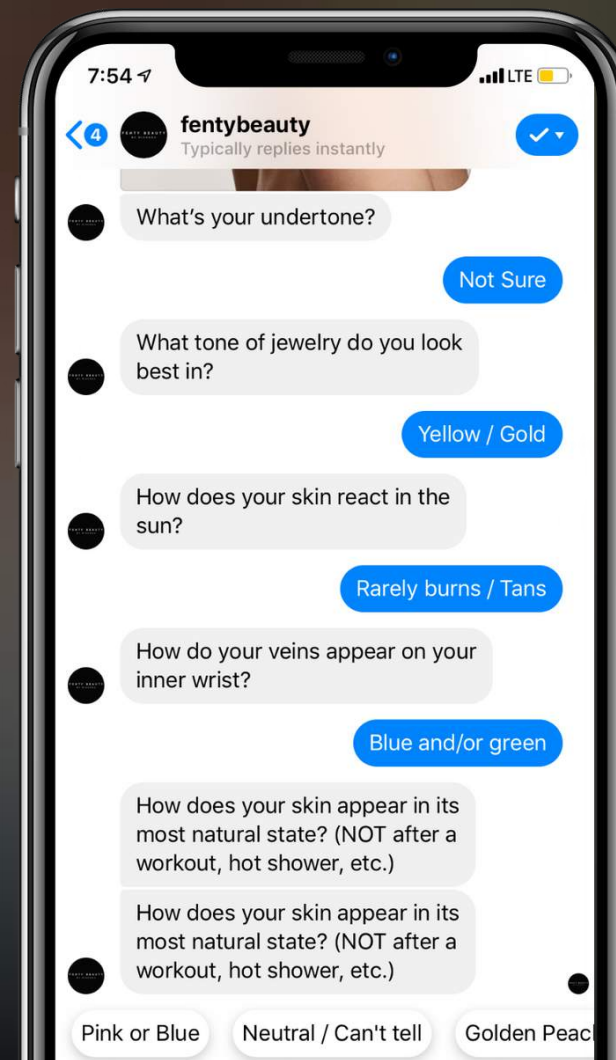 7:54
LTE
4
fentybeauty
Typically replies instantly
What's your undertone?
Not Sure
What tone of jewelry do you look
best in?
Yellow / Gold
How does your skin react in the
sun?
Rarely burns / Tans
How do your veins appear on your
inner wrist?
Blue and/or green
How does your skin appear in its
most natural state? (NOT after a
workout, hot shower, etc.)
How does your skin appear in its
most natural state? (NOT after a
workout, hot shower, etc.)
Pink or Blue
Neutral / Can't tell
Golden Peac